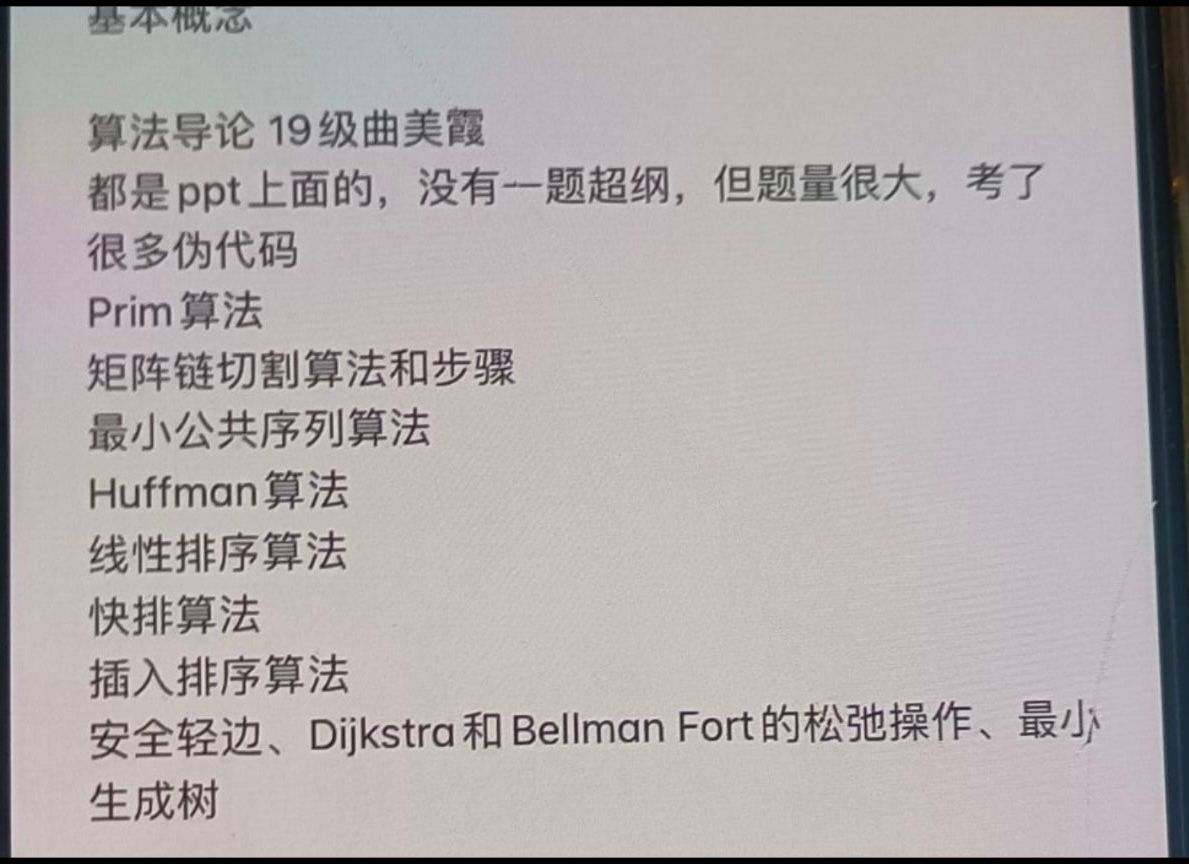 基本概念
算法导论 19级曲美霞
都是ppt上面的，没有一题超纲，但题量很大，考了
很多伪代码
Prim算法
矩阵链切割算法和步骤
最小公共序列算法
Huffman算法
线性排序算法
快排算法
插入排序算法
安全轻边、Dijkstra和Bellman Fort的松弛操作、最小
生成树